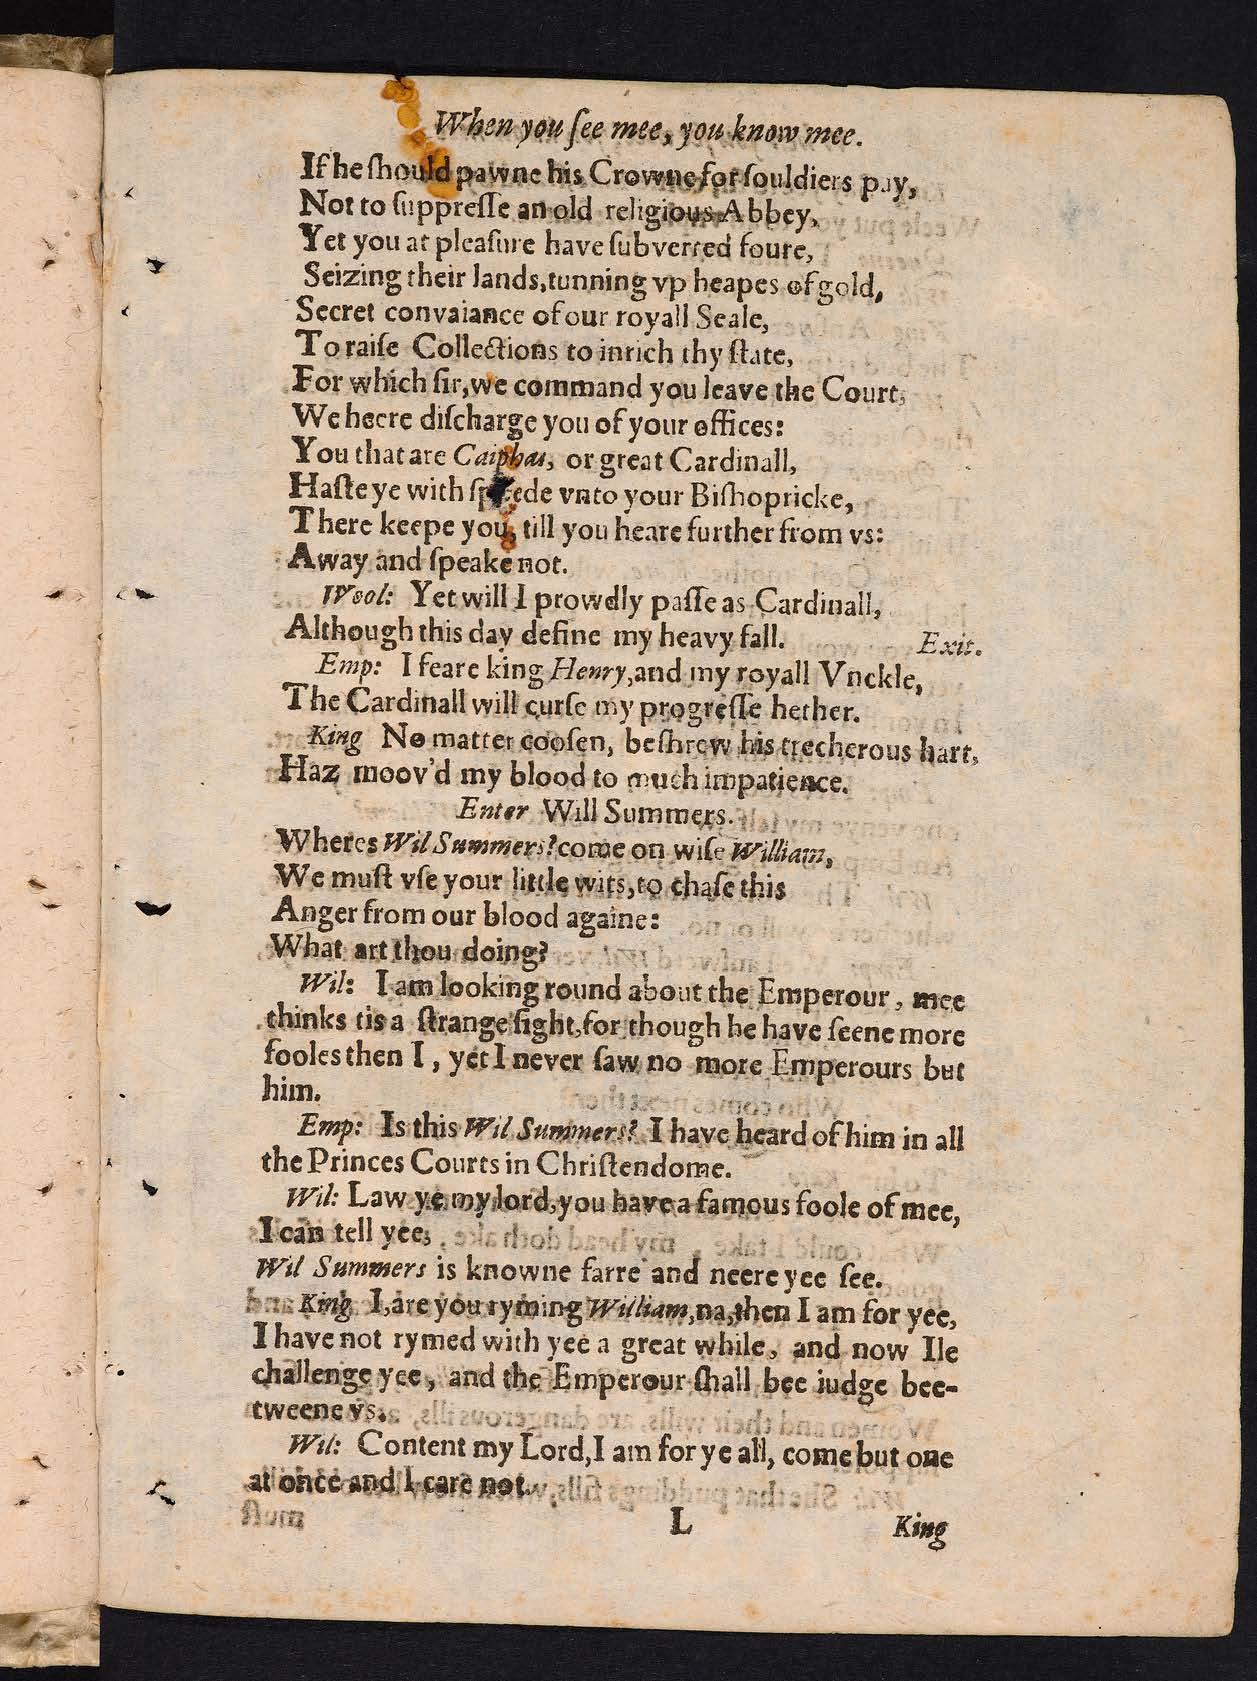 When you ſee mee, you know mee.
If he ſhould pawne his Crowne for ſouldiers pay,
Not to ſuppreſſe an old religious Abbey,
Yet you at pleaſure have ſubverted foure,
Seizing their lands, tunning vp heapes of gold,
Secret convaiance of our royall Seale,
To raiſe Collections to inrich thy ſtate,
For which ſir, we command you leave the Court,
We heere diſcharge you of your offices:
You that are Caiphas, or great Cardinall,
Haſte ye with ſpeede vnto your Biſhopricke,
There keepe you, till you heare further from vs:
Away and ſpeake not.
Wool: Yet will I prowdly paſſe as Cardinall,
Although this day define my heavy fall. Exit.
Emp: I feare king Henry, and my royall Vnckle,
The Cardinall will curſe my progreſſe hether.
King No matter cooſen, beſhrew his trecherous hart,
Haz moov'd my blood to much impatience.
Enter Will Summers.
Wheres Wil Summers? come on wiſe William,
We muſt vſe your little wits, to chaſe this
Anger from our blood againe:
What art thou doing?
Wil: I am looking round about the Emperour, mee
thinks tis a ſtrange ſight, for though he have ſeene more
fooles then I, yet I never ſaw no more Emperours but
him.
Emp: Is this Wil Summers? I have heard of him in all
the Princes Courts in Chriſtendome.
Wil: Law ye my lord, you have a famous foole of mee,
I can tell yee,
Wil Summers is knowne farre and neere yee ſee.
King I, are you ryming William, na, then I am for yee,
I have not rymed with yee a great while, and now Ile
challenge yee, and the Emperour ſhall bee iudge bee-
tweene vs.
Wil: Content my Lord, I am for ye all, come but one
at once and I care not.
L King